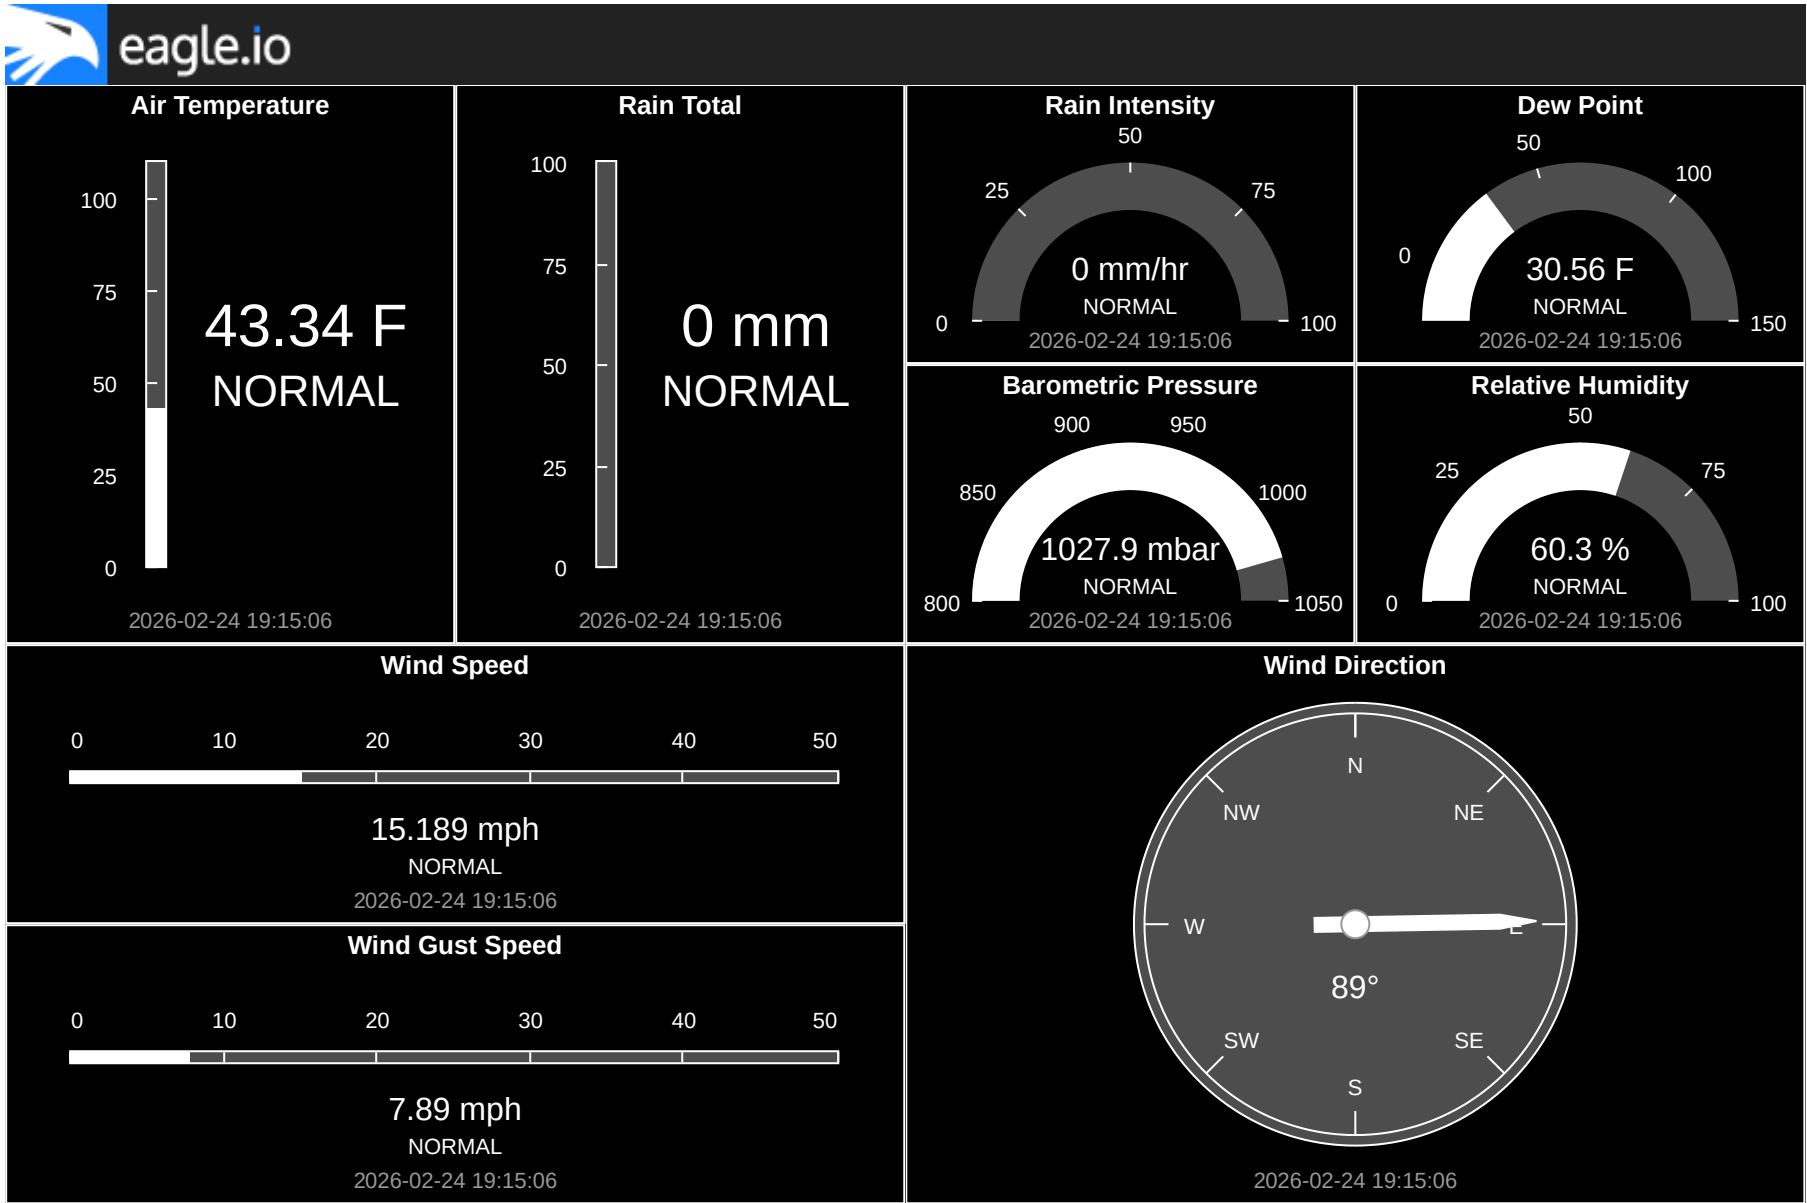 eagle.io
Air Temperature
100
75
50
25
0
43.34 F
NORMAL
2026-02-24 19:15:06
Rain Total
100
75
50
25
0
0 mm
NORMAL
2026-02-24 19:15:06
Rain Intensity
0
25
50
75
100
0 mm/hr
NORMAL
2026-02-24 19:15:06
Dew Point
0
50
100
150
30.56 F
NORMAL
2026-02-24 19:15:06
Barometric Pressure
800
850
900
950
1000
1050
1027.9 mbar
NORMAL
2026-02-24 19:15:06
Relative Humidity
0
25
50
75
100
60.3 %
NORMAL
2026-02-24 19:15:06
Wind Speed
0 10 20 30 40 50
15.189 mph
NORMAL
2026-02-24 19:15:06
Wind Gust Speed
0 10 20 30 40 50
7.89 mph
NORMAL
2026-02-24 19:15:06
Wind Direction
N
NW NE
W E
89°
SW SE
S
2026-02-24 19:15:06